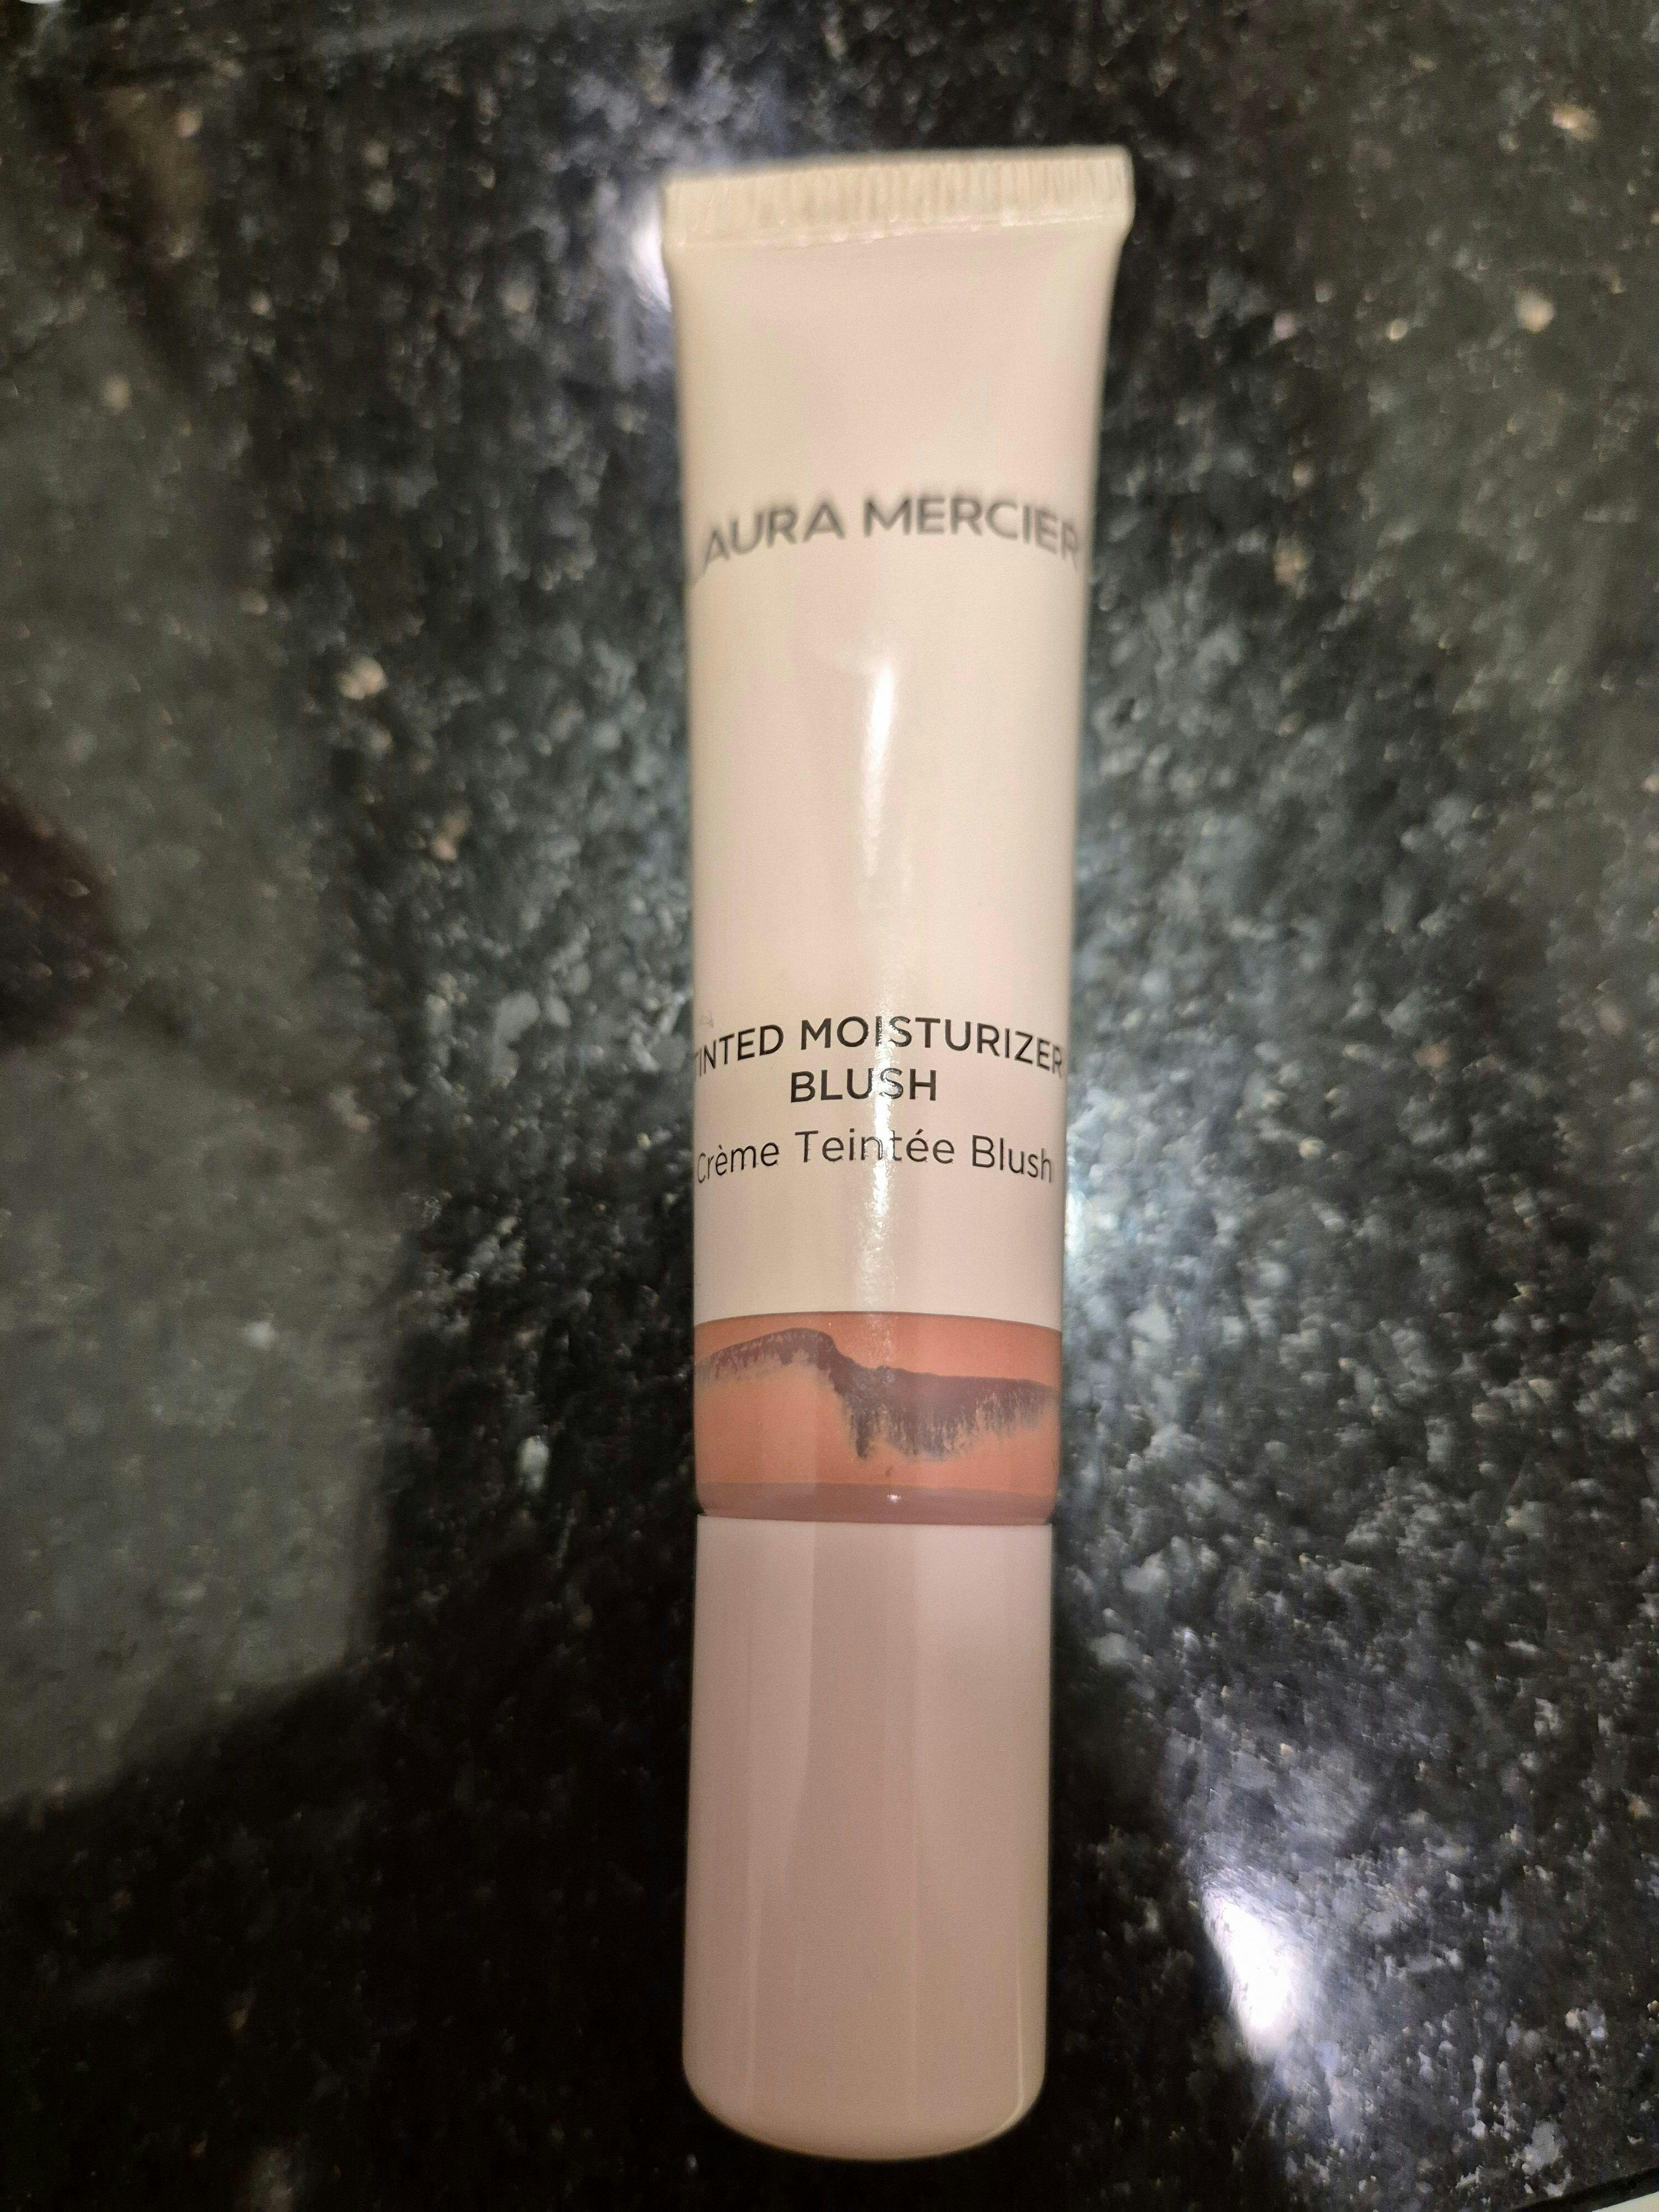 LAURA MERCIER
TINTED MOISTURIZER
BLUSH
Crème Teintée Blush